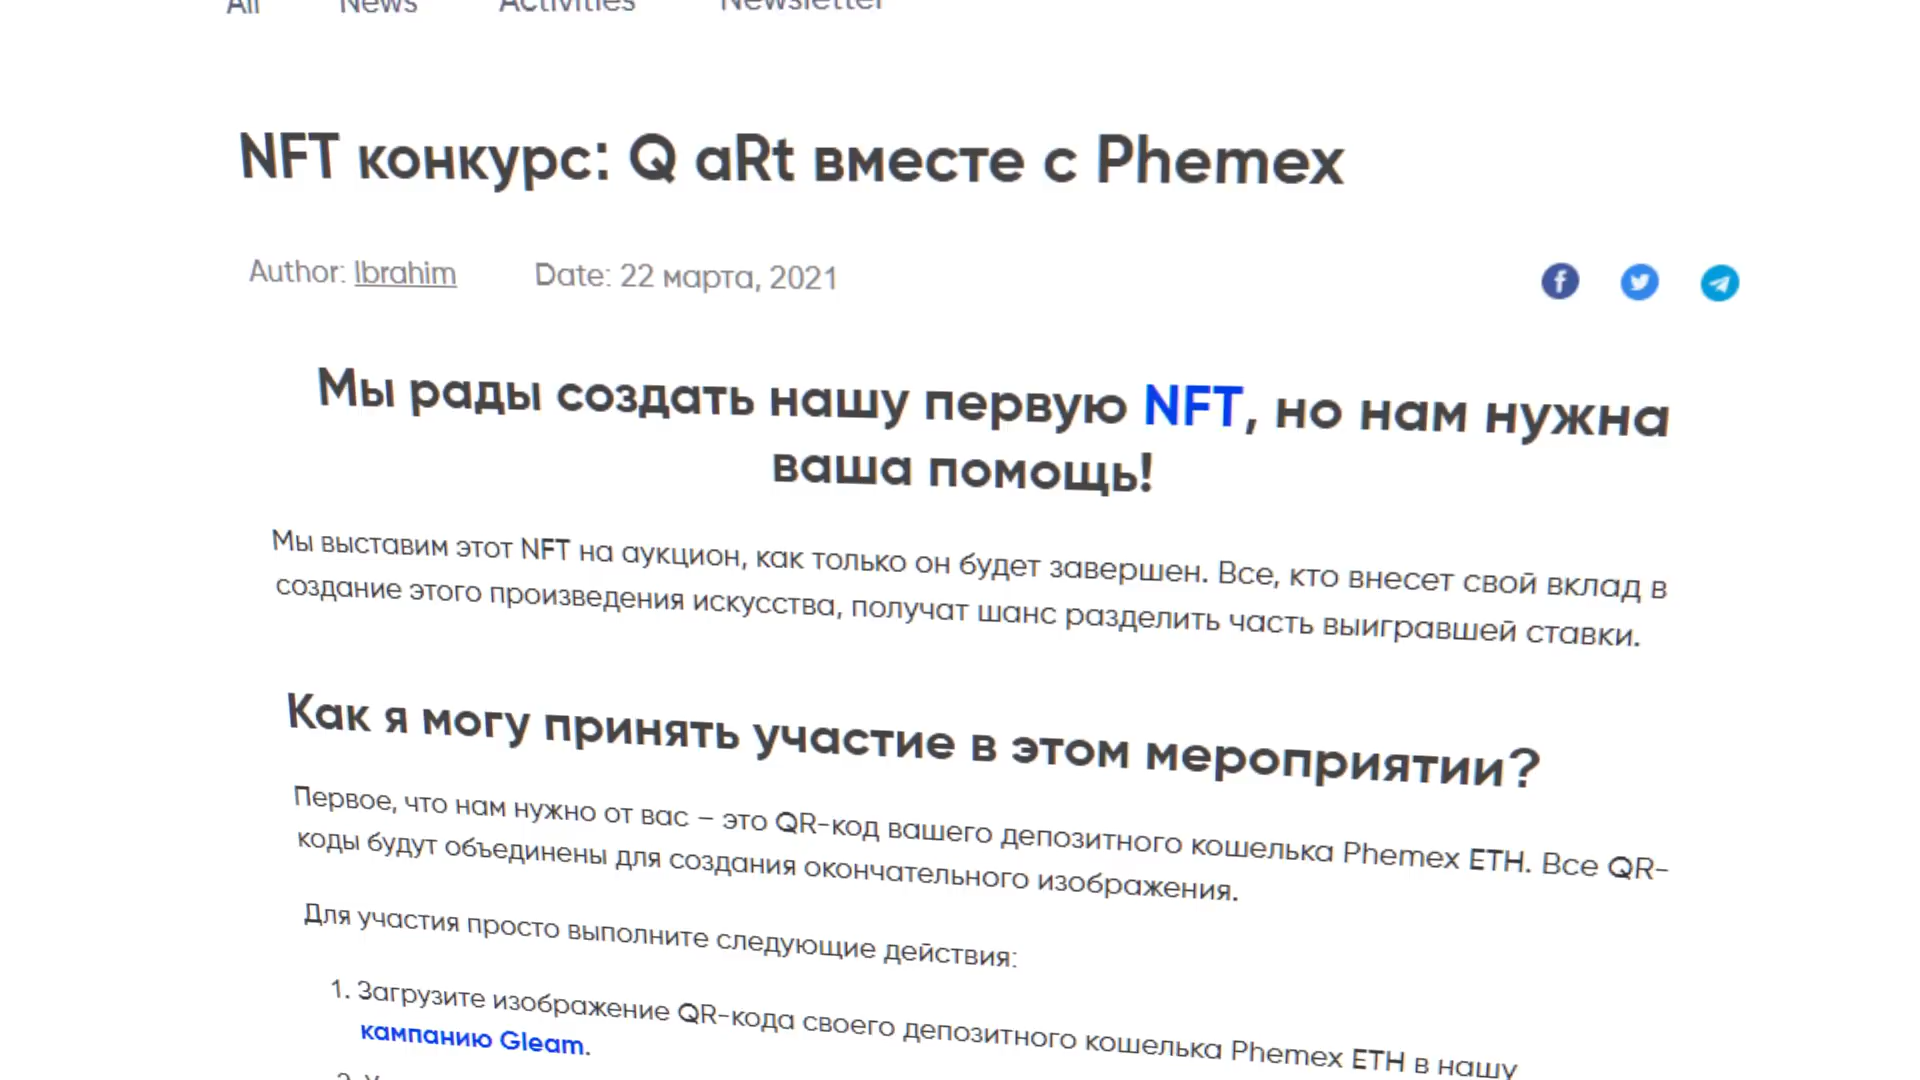 All News Activities Newsletter
NFT конкурс: Q aRt вместе с Phemex
Author: Ibrahim Date: 22 марта, 2021
Мы рады создать нашу первую NFT, но нам нужна
ваша помощь!
Мы выставим этот NFT на аукцион, как только он будет завершен. Все, кто внесет свой вклад в
создание этого произведения искусства, получат шанс разделить часть выигравшей ставки.
Как я могу принять участие в этом мероприятии?
Первое, что нам нужно от вас – это QR-код вашего депозитного кошелька Phemex ETH. Все QR-
коды будут объединены для создания окончательного изображения.
Для участия просто выполните следующие действия:
1. Загрузите изображение QR-кода своего депозитного кошелька Phemex ETH в нашу
кампанию Gleam.